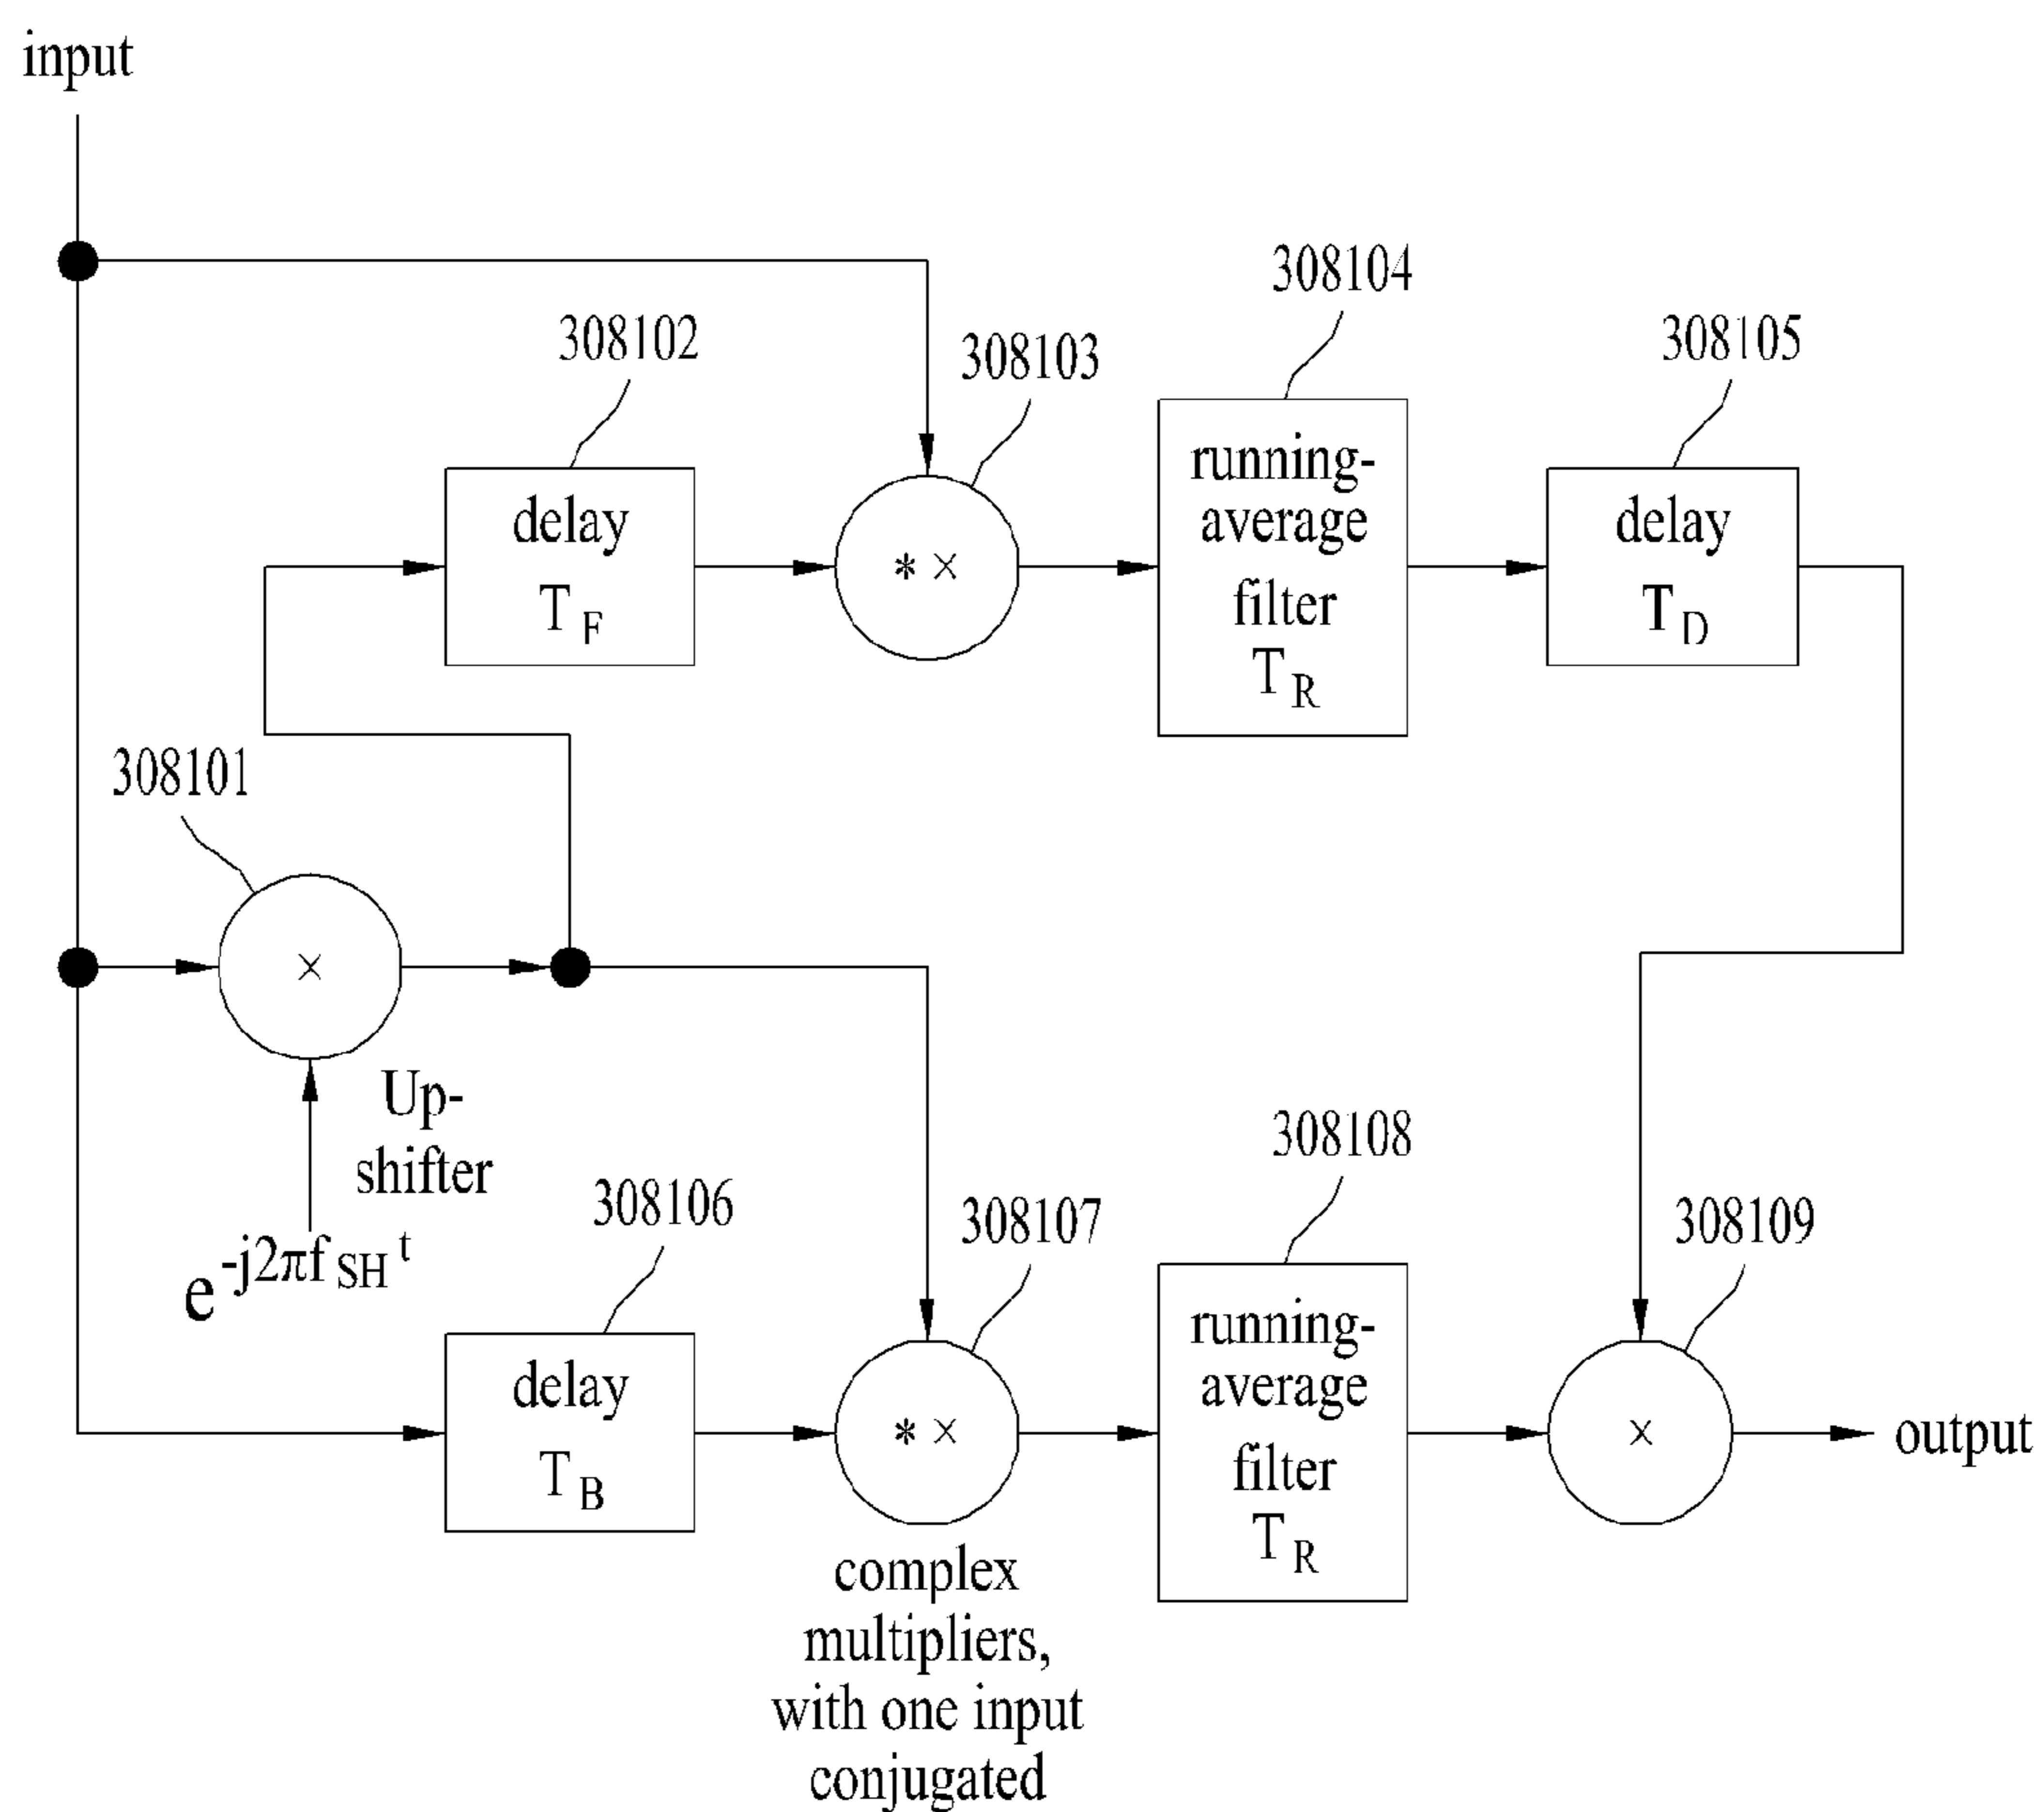 input
308104
308105
308102
308103
running-
average
filter
T R
delay
T F
* ×
delay
T D
308101
×
Up-
shifter
e -j2πf SH t
308106
308107
308108
308109
delay
T B
* ×
running-
average
filter
T R
×
output
complex
multipliers,
with one input
conjugated